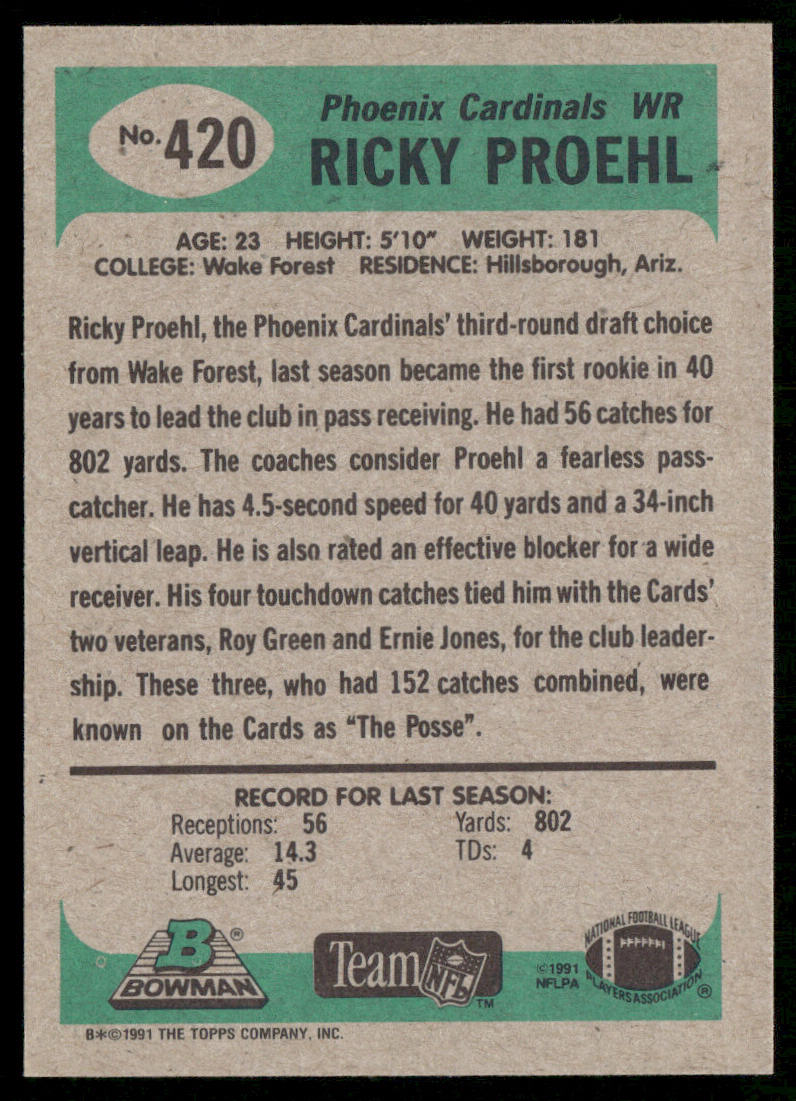 No. 420
Phoenix Cardinals WR
RICKY PROEHL
AGE: 23 HEIGHT: 5'10" WEIGHT: 181
COLLEGE: Wake Forest RESIDENCE: Hillsborough, Ariz.
Ricky Proehl, the Phoenix Cardinals' third-round draft choice
from Wake Forest, last season became the first rookie in 40
years to lead the club in pass receiving. He had 56 catches for
802 yards. The coaches consider Proehl a fearless pass-
catcher. He has 4.5-second speed for 40 yards and a 34-inch
vertical leap. He is also rated an effective blocker for a wide
receiver. His four touchdown catches tied him with the Cards'
two veterans, Roy Green and Ernie Jones, for the club leader-
ship. These three, who had 152 catches combined, were
known on the Cards as "The Posse".
RECORD FOR LAST SEASON:
Receptions: 56 Yards: 802
Average: 14.3 TDs: 4
Longest: 45
B ®
BOWMAN
Team NFL ™
©1991
NFLPA
NATIONAL FOOTBALL LEAGUE
PLAYERS ASSOCIATION ®
B*©1991 THE TOPPS COMPANY, INC.